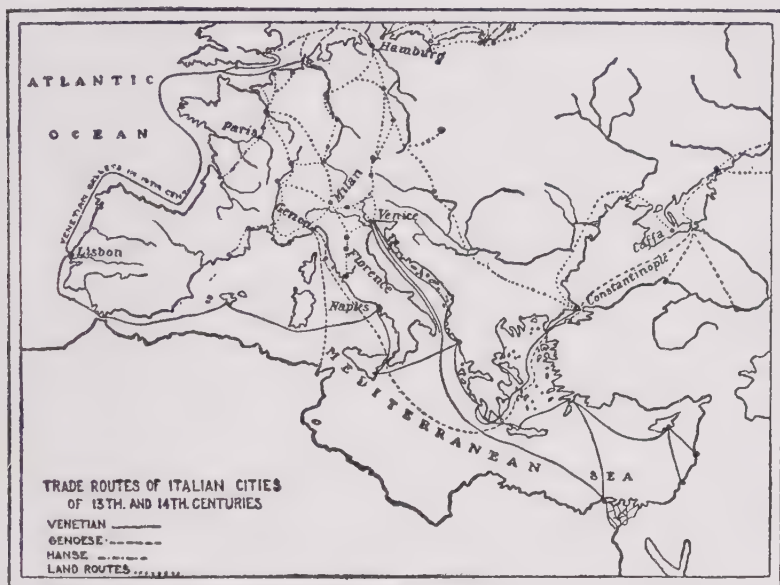 ATLANTIC
OCEAN
Hamburg
Paris
Milan
Venice
Florence
Lisbon
Naples
Caffa
Constantinople
MEDITERRANEAN
SEA
TRADE ROUTES OF ITALIAN CITIES
OF 13TH. AND 14TH. CENTURIES
VENETIAN
GENOESE
HANSE
LAND ROUTES